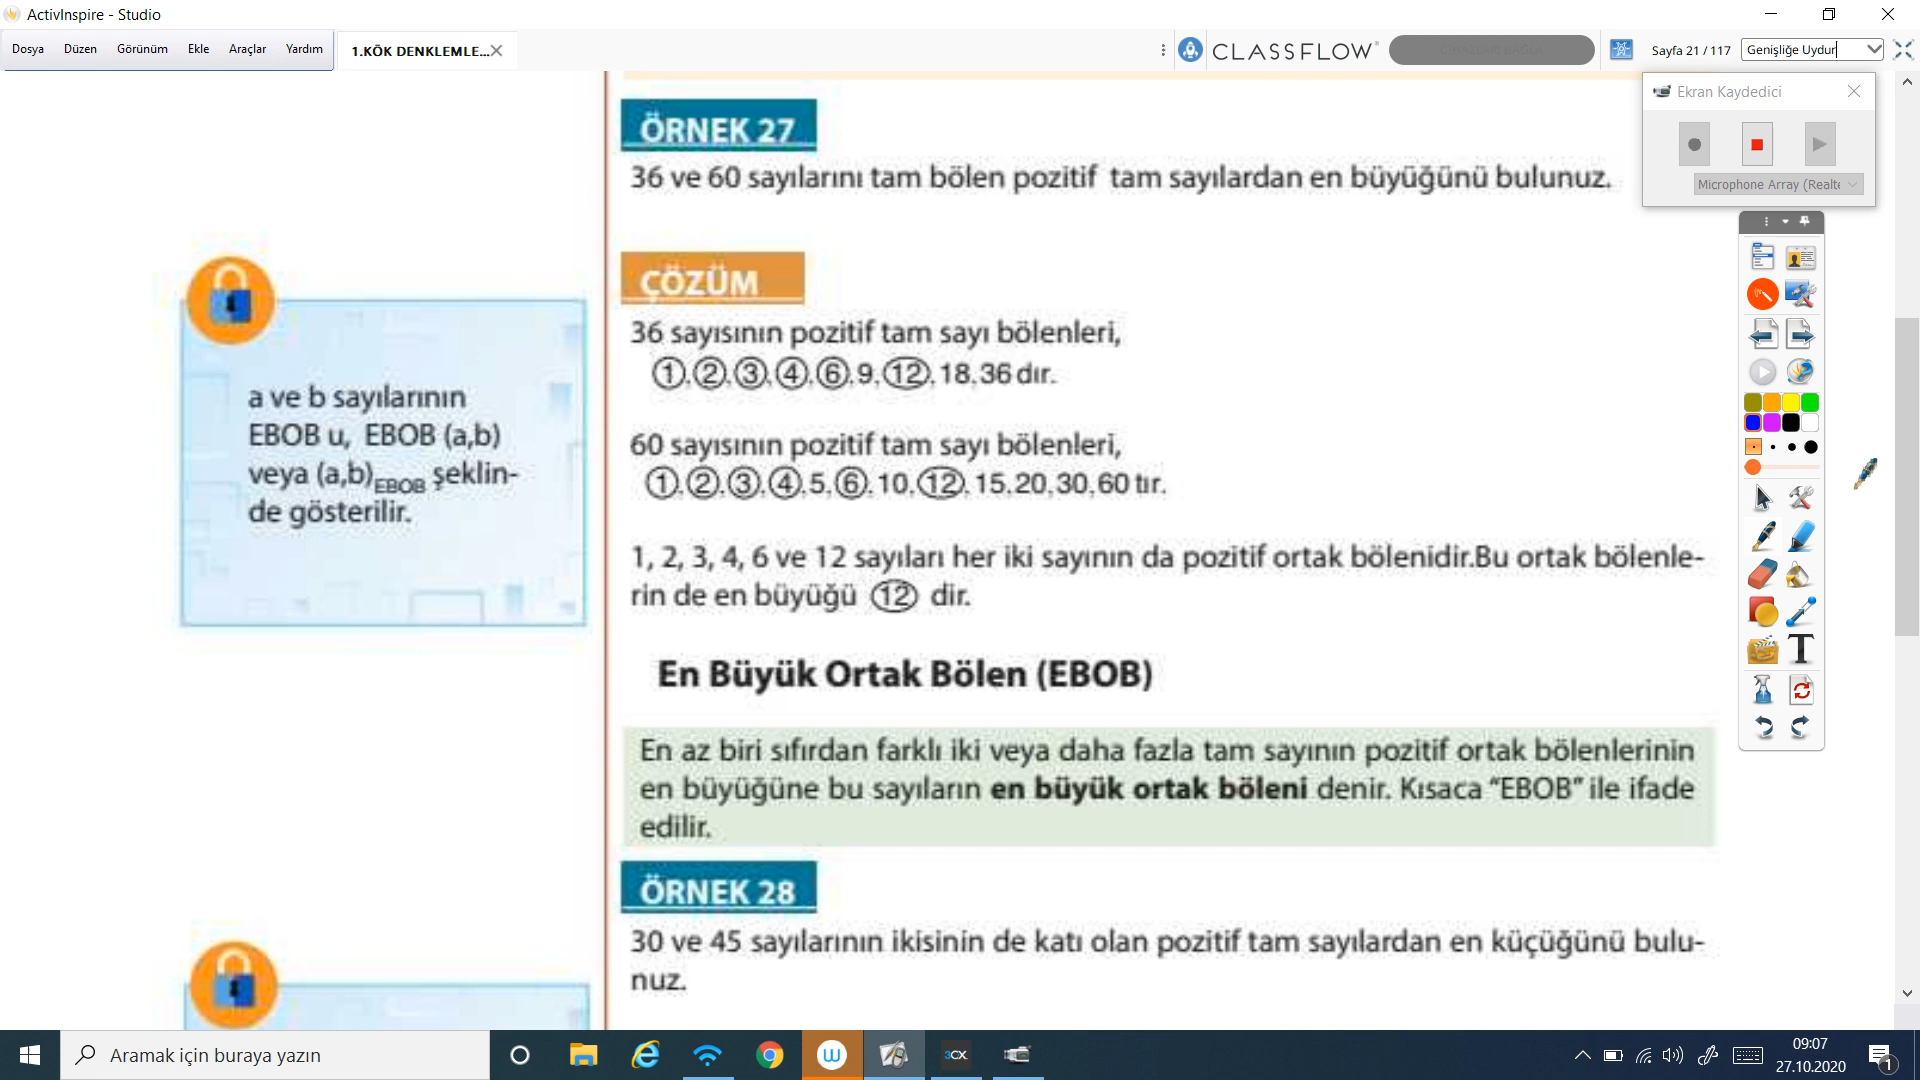 ActivInspire - Studio
Dosya Düzen Görünüm Ekle Araçlar Yardım
1.KÖK DENKLEMLE...
CLASSFLOW
Sayfa 21 / 117
Genişliğe Uydur
Ekran Kaydedici
Microphone Array (Realte
ÖRNEK 27
36 ve 60 sayılarını tam bölen pozitif tam sayılardan en büyüğünü bulunuz.
ÇÖZÜM
36 sayısının pozitif tam sayı bölenleri,
1, 2, 3, 4, 6, 9, 12, 18, 36 dır.
60 sayısının pozitif tam sayı bölenleri,
1, 2, 3, 4, 5, 6, 10, 12, 15, 20, 30, 60 tır.
1, 2, 3, 4, 6 ve 12 sayıları her iki sayının da pozitif ortak bölenidir.Bu ortak bölenle-
rin de en büyüğü 12 dir.
a ve b sayılarının
EBOB u, EBOB (a,b)
veya (a,b)EBOB şeklin-
de gösterilir.
En Büyük Ortak Bölen (EBOB)
En az biri sıfırdan farklı iki veya daha fazla tam sayının pozitif ortak bölenlerinin
en büyüğüne bu sayıların en büyük ortak böleni denir. Kısaca “EBOB” ile ifade
edilir.
ÖRNEK 28
30 ve 45 sayılarının ikisinin de katı olan pozitif tam sayılardan en küçüğünü bulu-
nuz.
Aramak için buraya yazın
3CX
09:07
27.10.2020
1